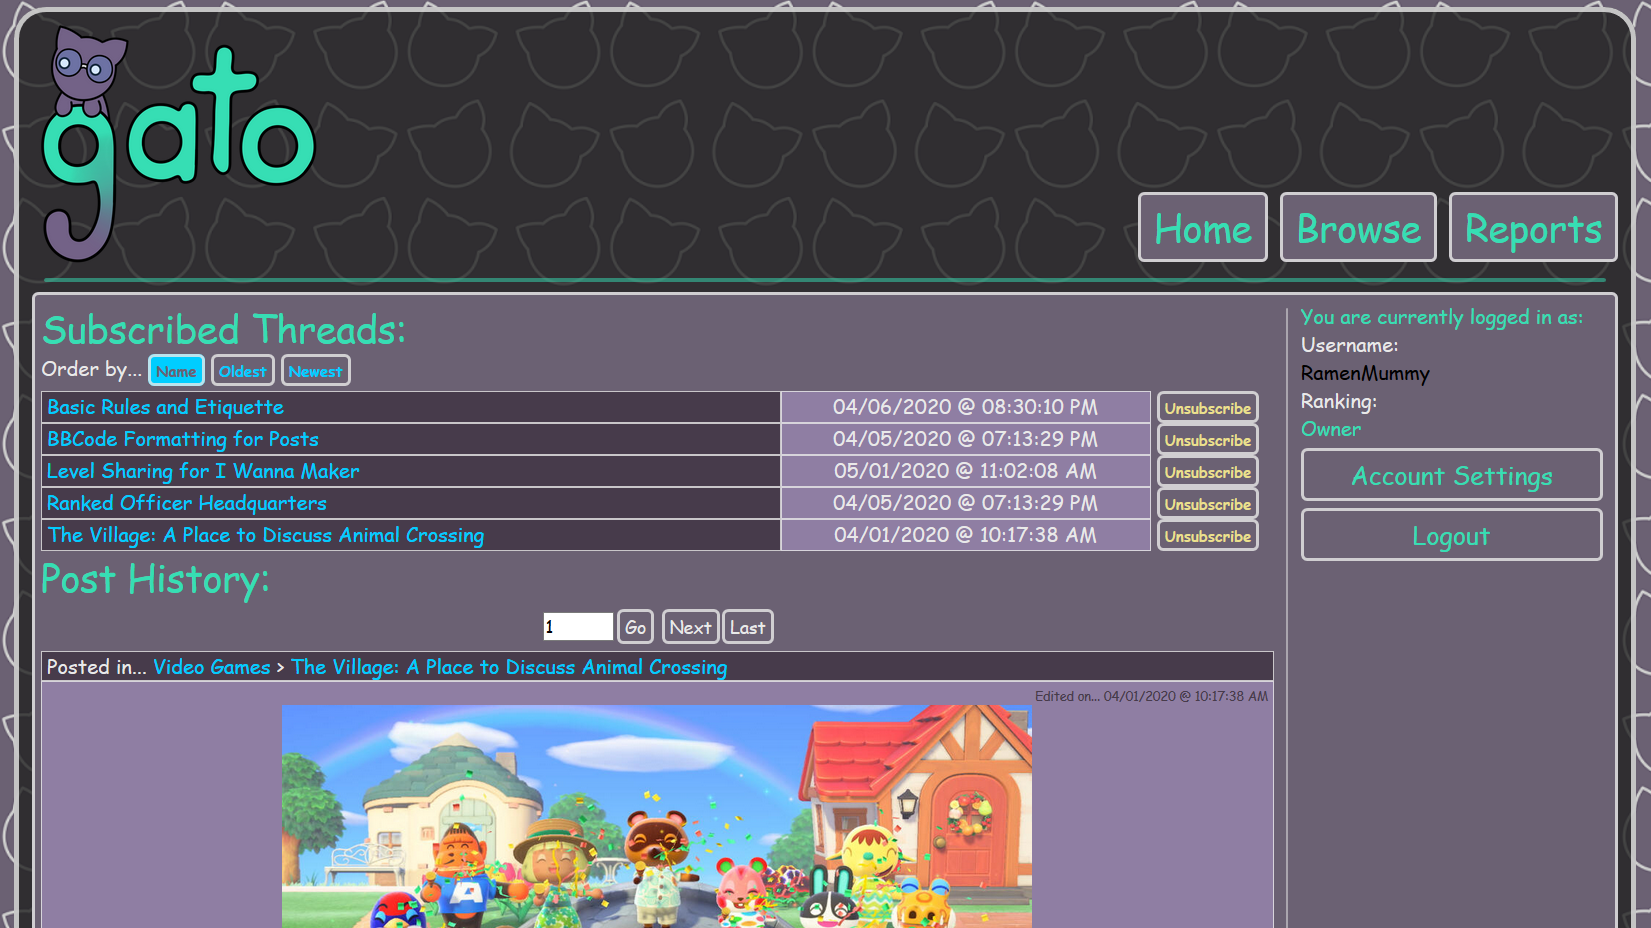 gato
Home Browse Reports
Subscribed Threads:
Order by... Name Oldest Newest
Basic Rules and Etiquette 04/06/2020 @ 08:30:10 PM Unsubscribe
BBCode Formatting for Posts 04/05/2020 @ 07:13:29 PM Unsubscribe
Level Sharing for I Wanna Maker 05/01/2020 @ 11:02:08 AM Unsubscribe
Ranked Officer Headquarters 04/05/2020 @ 07:13:29 PM Unsubscribe
The Village: A Place to Discuss Animal Crossing 04/01/2020 @ 10:17:38 AM Unsubscribe
Post History:
1 Go Next Last
Posted in... Video Games > The Village: A Place to Discuss Animal Crossing
Edited on... 04/01/2020 @ 10:17:38 AM
A
You are currently logged in as:
Username:
RamenMummy
Ranking:
Owner
Account Settings
Logout